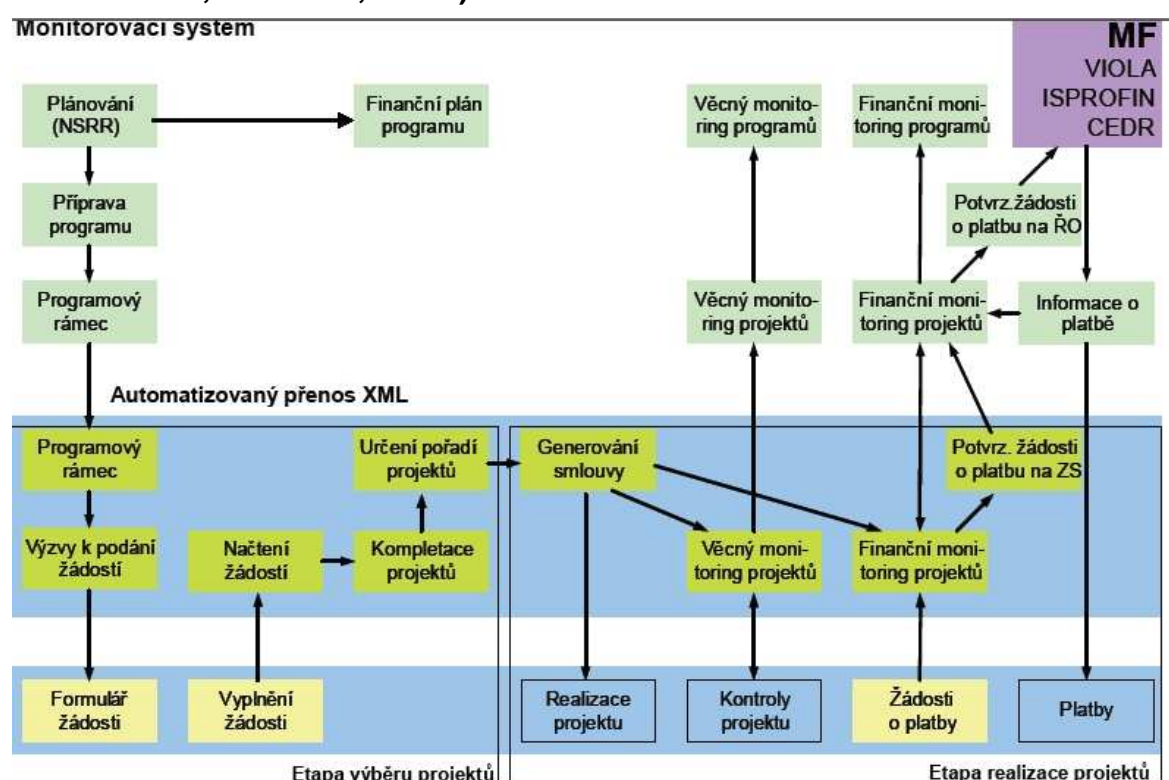 Monitorovací systém
MF
VIOLA
ISPROFIN
CEDR
Plánování
(NSRR)
Finanční plán
programu
Věcný monito-
ring programů
Finanční moni-
toring programů
Příprava
programu
Potvrz.žádosti
o platbu na ŘO
Programový
rámec
Věcný monito-
ring projektů
Finanční moni-
toring projektů
Informace o
platbě
Automatizovaný přenos XML
Programový
rámec
Určení pořadí
projektů
Generování
smlouvy
Potvrz. žádosti
o platbu na ZS
Výzvy k podání
žádostí
Načtení
žádostí
Kompletace
projektů
Věcný moni-
toring projektů
Finanční moni-
toring projektů
Formulář
žádosti
Vyplnění
žádosti
Realizace
projektu
Kontroly
projektu
Žádosti
o platby
Platby
Etapa výběru projektů
Etapa realizace projektů